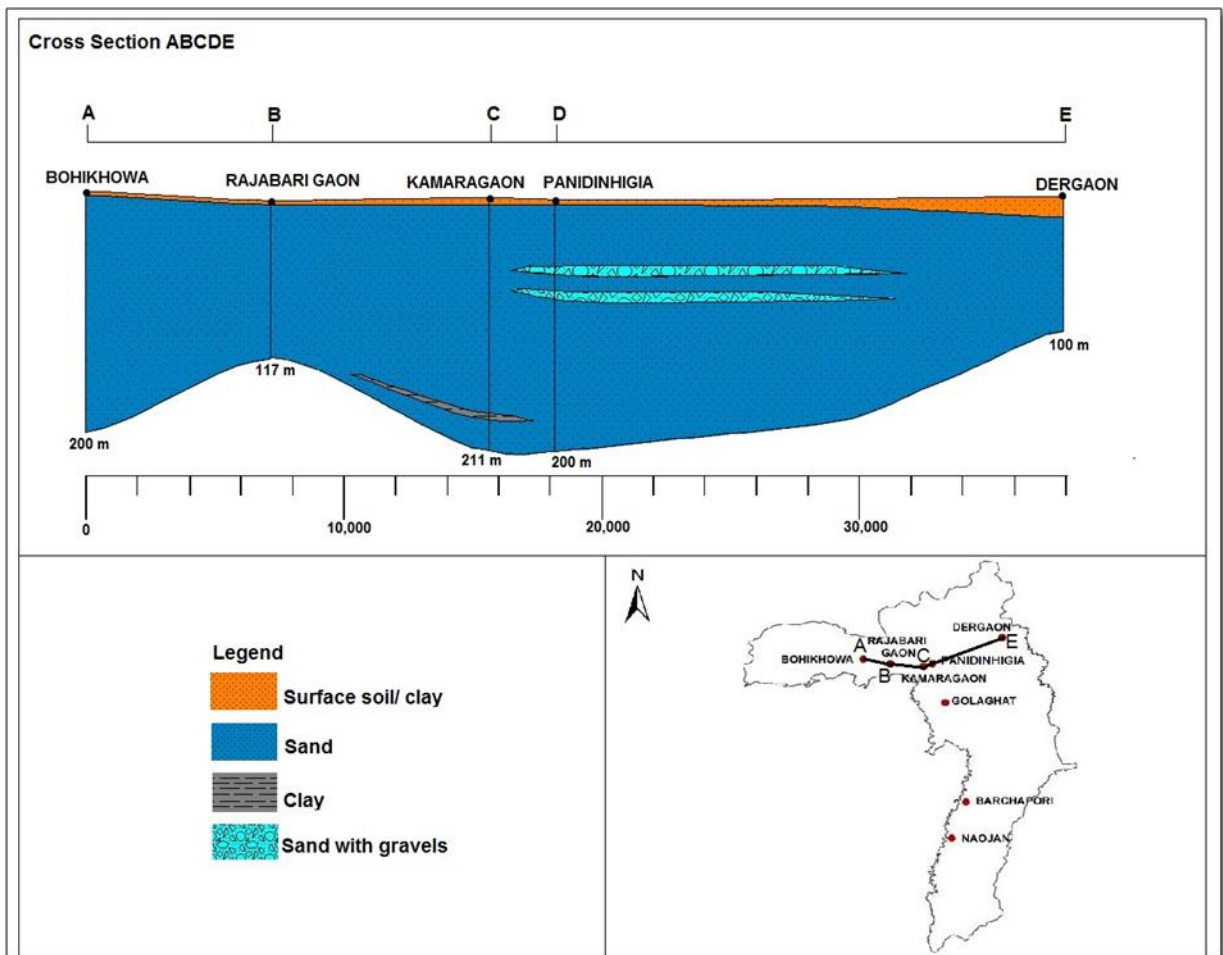 Cross Section ABCDE
A B C D E
BOHIKHOWA RAJABARI GAON KAMARAGAON PANIDINHIGIA DERGAON
100 m
117 m
200 m 211 m 200 m
0 10,000 20,000 30,000
Legend
Surface soil/ clay
Sand
Clay
Sand with gravels
N
DERGAON
E
A RAJABARI
GAON C
BOHIKHOWA PANIDINHIGIA
B KAMARAGAON
GOLAGHAT
BARCHAPORI
NAOJAN